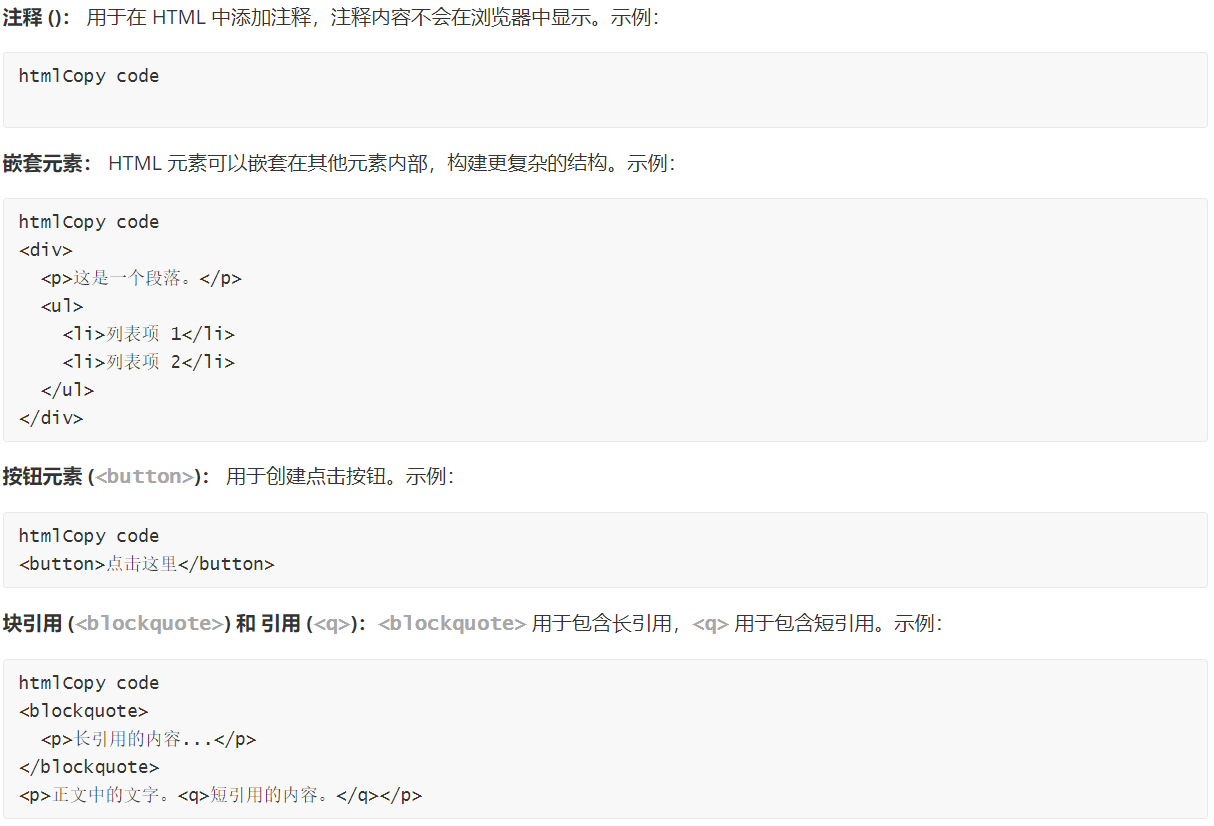 注释 ()： 用于在 HTML 中添加注释，注释内容不会在浏览器中显示。示例：
htmlCopy code
嵌套元素： HTML 元素可以嵌套在其他元素内部，构建更复杂的结构。示例：
htmlCopy code
<div>
  <p>这是一个段落。</p>
  <ul>
    <li>列表项 1</li>
    <li>列表项 2</li>
  </ul>
</div>
按钮元素 (<button>)： 用于创建点击按钮。示例：
htmlCopy code
<button>点击这里</button>
块引用 (<blockquote>) 和 引用 (<q>)： <blockquote> 用于包含长引用，<q> 用于包含短引用。示例：
htmlCopy code
<blockquote>
  <p>长引用的内容...</p>
</blockquote>
<p>正文中的文字。<q>短引用的内容。</q></p>